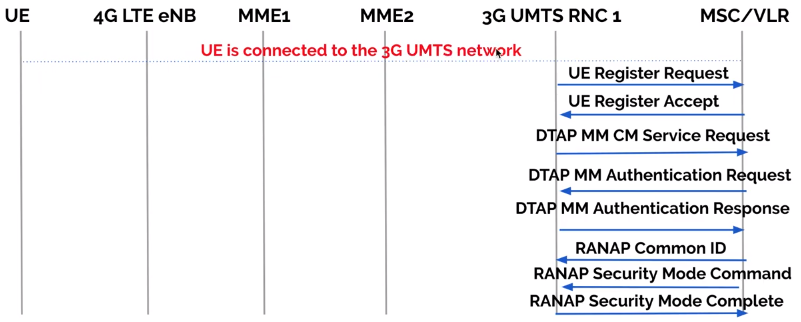 UE 4G LTE eNB MME1 MME2 3G UMTS RNC 1 MSC/VLR
UE is connected to the 3G UMTS network
UE Register Request
UE Register Accept
DTAP MM CM Service Request
DTAP MM Authentication Request
DTAP MM Authentication Response
RANAP Common ID
RANAP Security Mode Command
RANAP Security Mode Complete